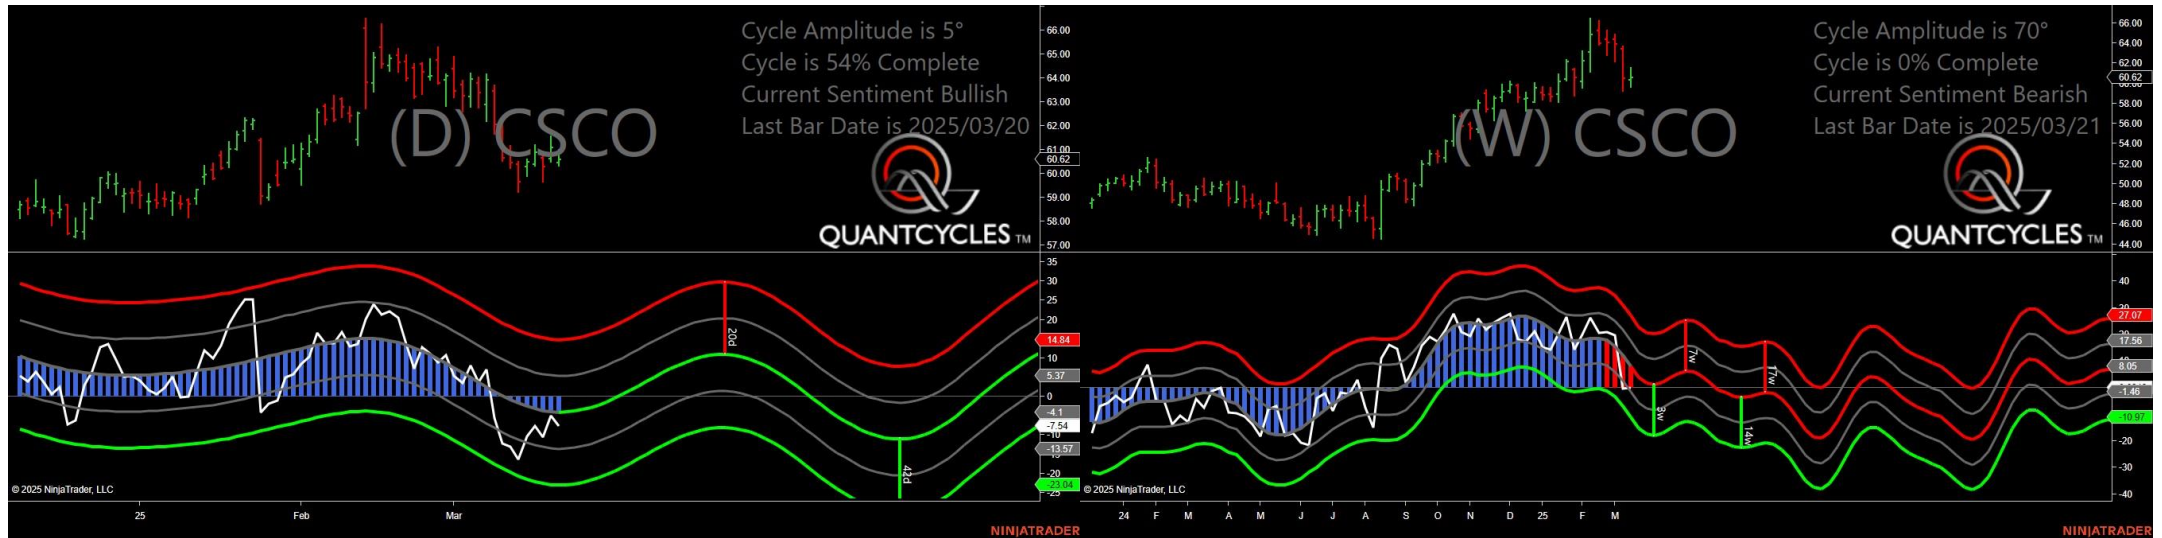 Cycle Amplitude is 5°
Cycle is 54% Complete
Current Sentiment Bullish
Last Bar Date is 2025/03/20
(D) CSCO
QUANTCYCLES TM
66.00
65.00
64.00
63.00
62.00
61.00
60.62
60.00
59.00
58.00
57.00
35
30
25
20
14.84
10
5.37
0
-4.1
-7.54
-10
-13.57
-20
-23.04
-25
20d
42d
© 2025 NinjaTrader, LLC
25
Feb
Mar
NINJATRADER
Cycle Amplitude is 70°
Cycle is 0% Complete
Current Sentiment Bearish
Last Bar Date is 2025/03/21
(W) CSCO
QUANTCYCLES TM
66.00
64.00
62.00
60.62
58.00
56.00
54.00
52.00
50.00
48.00
46.00
44.00
40
27.07
17.56
8.05
-1.46
-10.97
-20
-30
-40
7w
17w
14w
© 2025 NinjaTrader, LLC
24 F M A M J J A S O N D 25 F M
NINJATRADER